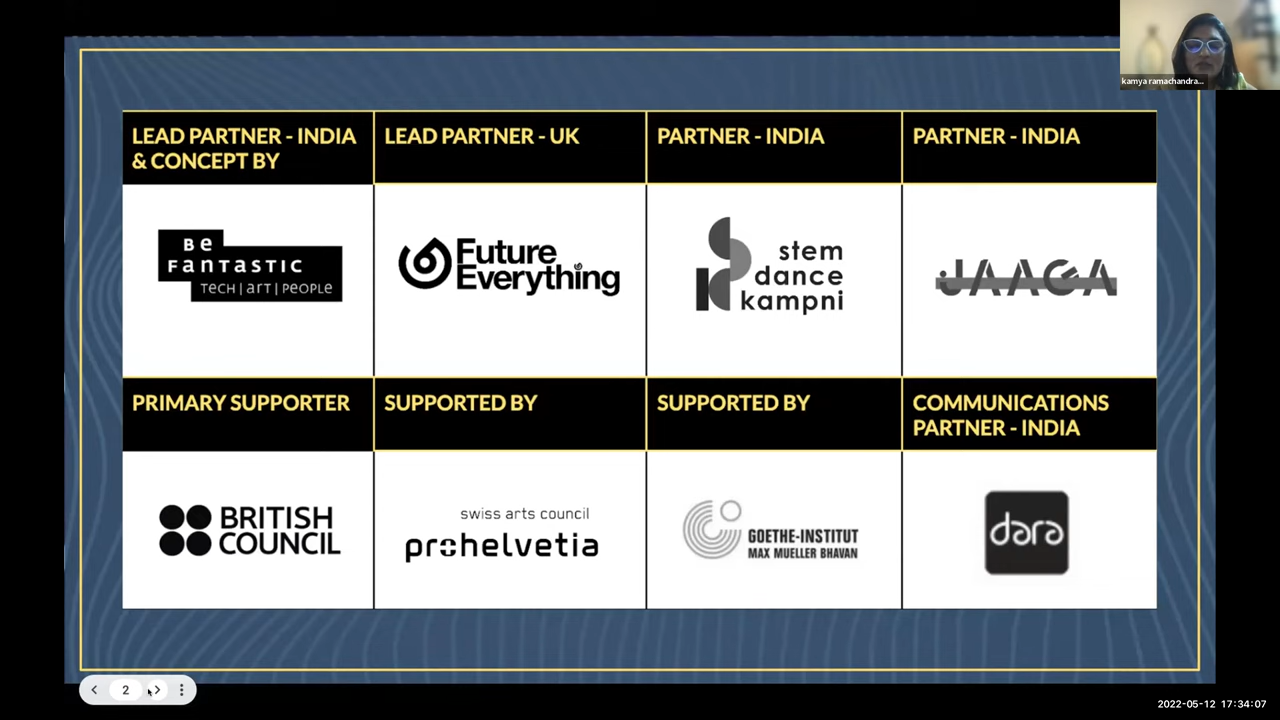 kamya ramachandra...
LEAD PARTNER - INDIA
& CONCEPT BY
LEAD PARTNER - UK
PARTNER - INDIA
PARTNER - INDIA
Be
FanTaSTIC
TECH | arT | PEOPLE
Future
Everything
stem
dance
kampni
JAAGA
PRIMARY SUPPORTER
SUPPORTED BY
SUPPORTED BY
COMMUNICATIONS
PARTNER - INDIA
BRITISH
COUNCIL
swiss arts council
prohelvetia
GOETHE-INSTITUT
MAX MUELLER BHAVAN
dara
2
2022-05-12 17:34:07